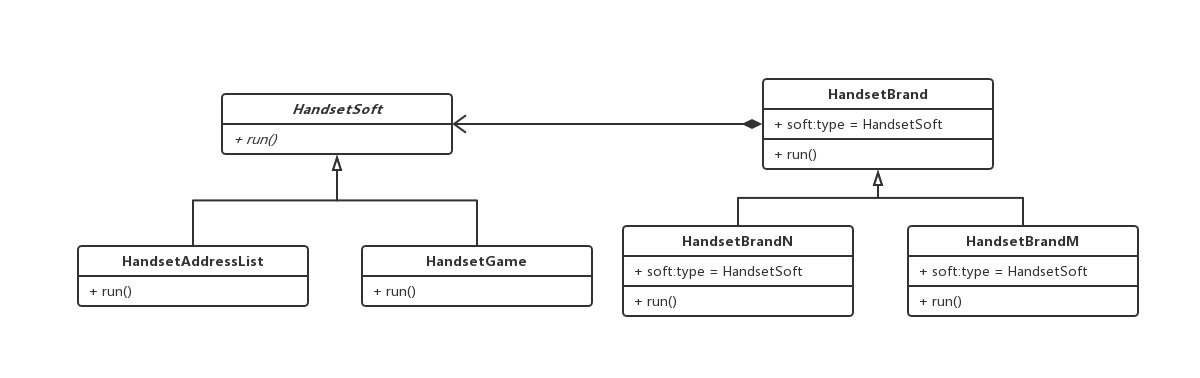 HandsetSoft
+ run()
HandsetBrand
+ soft:type = HandsetSoft
+ run()
HandsetAddressList
+ run()
HandsetGame
+ run()
HandsetBrandN
+ soft:type = HandsetSoft
+ run()
HandsetBrandM
+ soft:type = HandsetSoft
+ run()